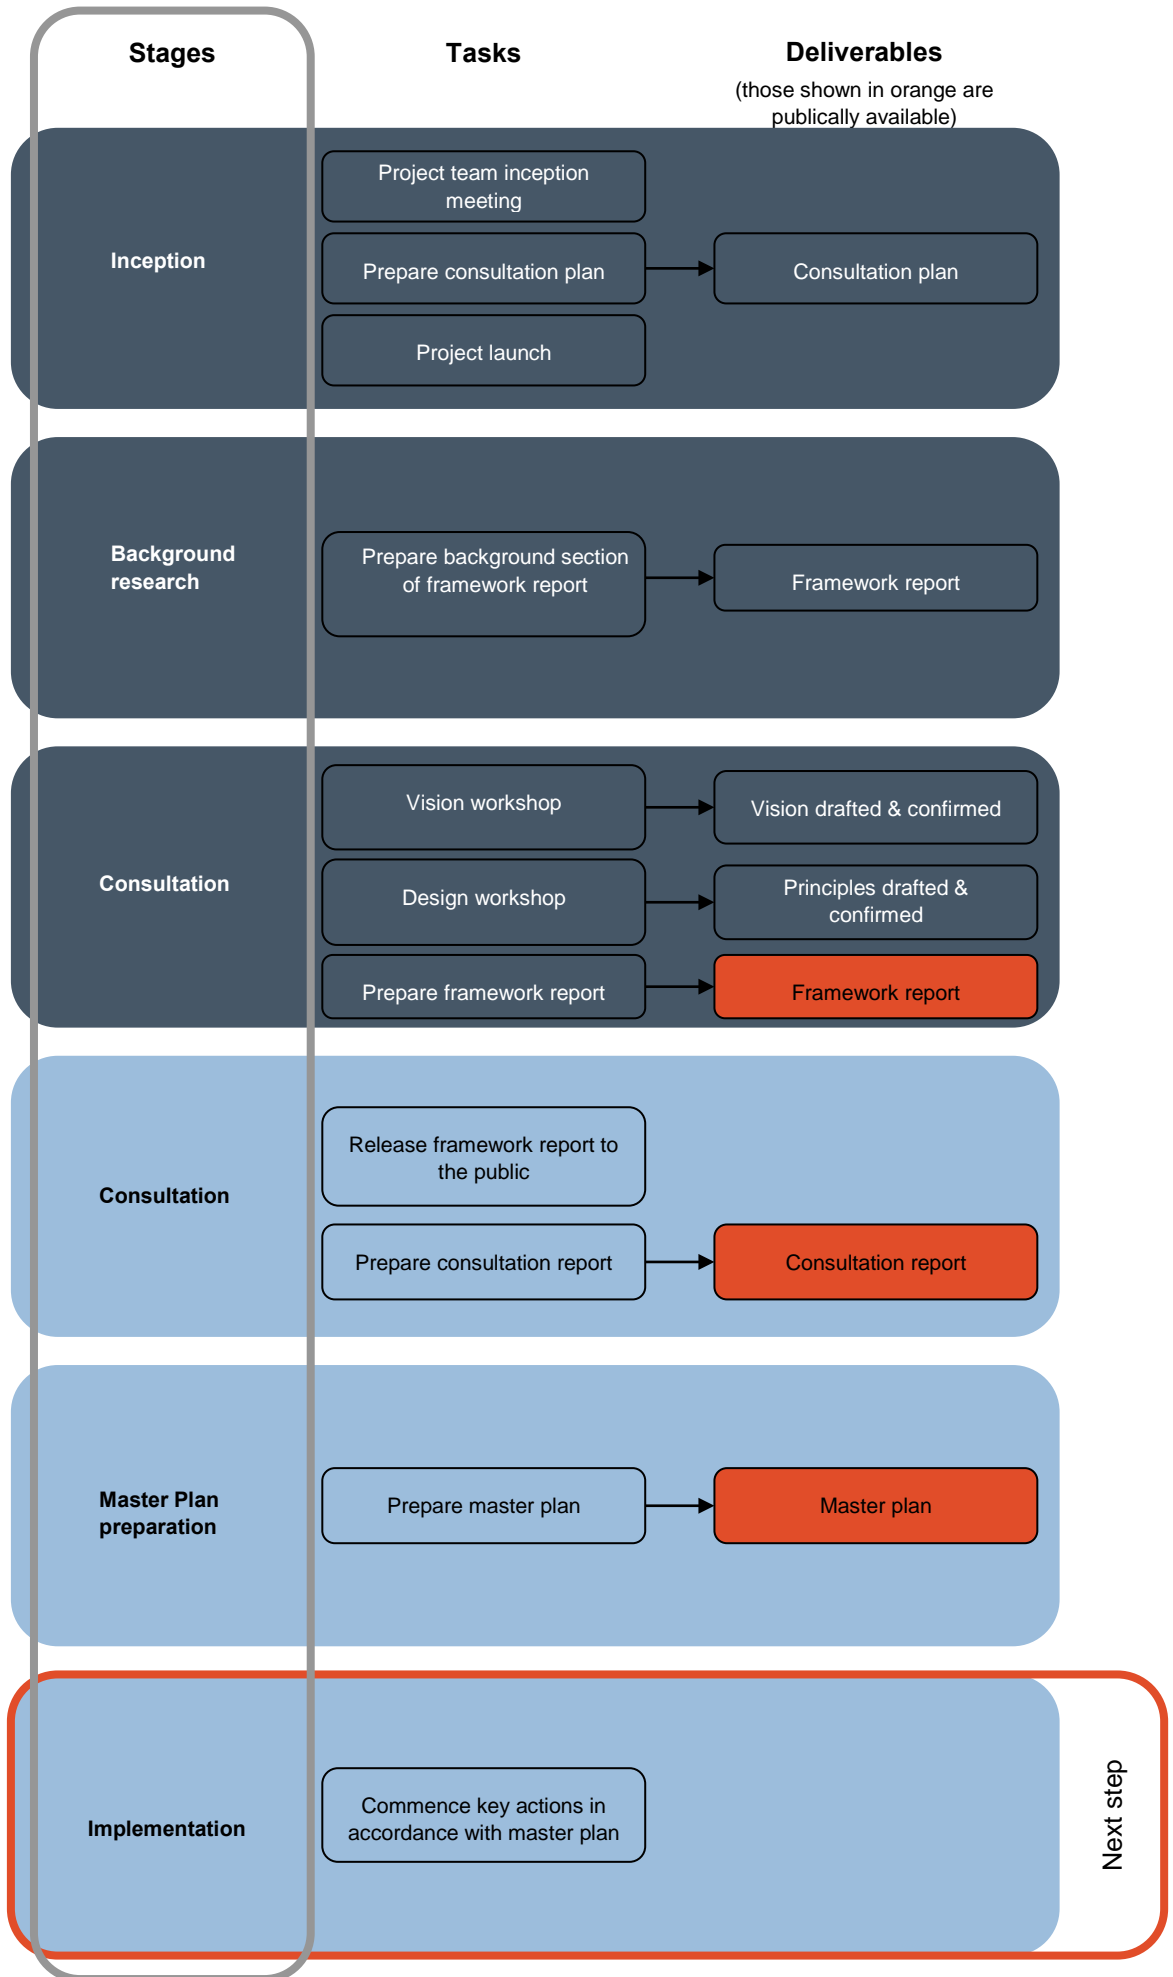 Stages
Tasks
Deliverables
(those shown in orange are
publically available)
Inception
Project team inception
meeting
Prepare consultation plan
Consultation plan
Project launch
Background
research
Prepare background section
of framework report
Framework report
Consultation
Vision workshop
Vision drafted & confirmed
Design workshop
Principles drafted &
confirmed
Prepare framework report
Framework report
Consultation
Release framework report to
the public
Prepare consultation report
Consultation report
Master Plan
preparation
Prepare master plan
Master plan
Implementation
Commence key actions in
accordance with master plan
Next step